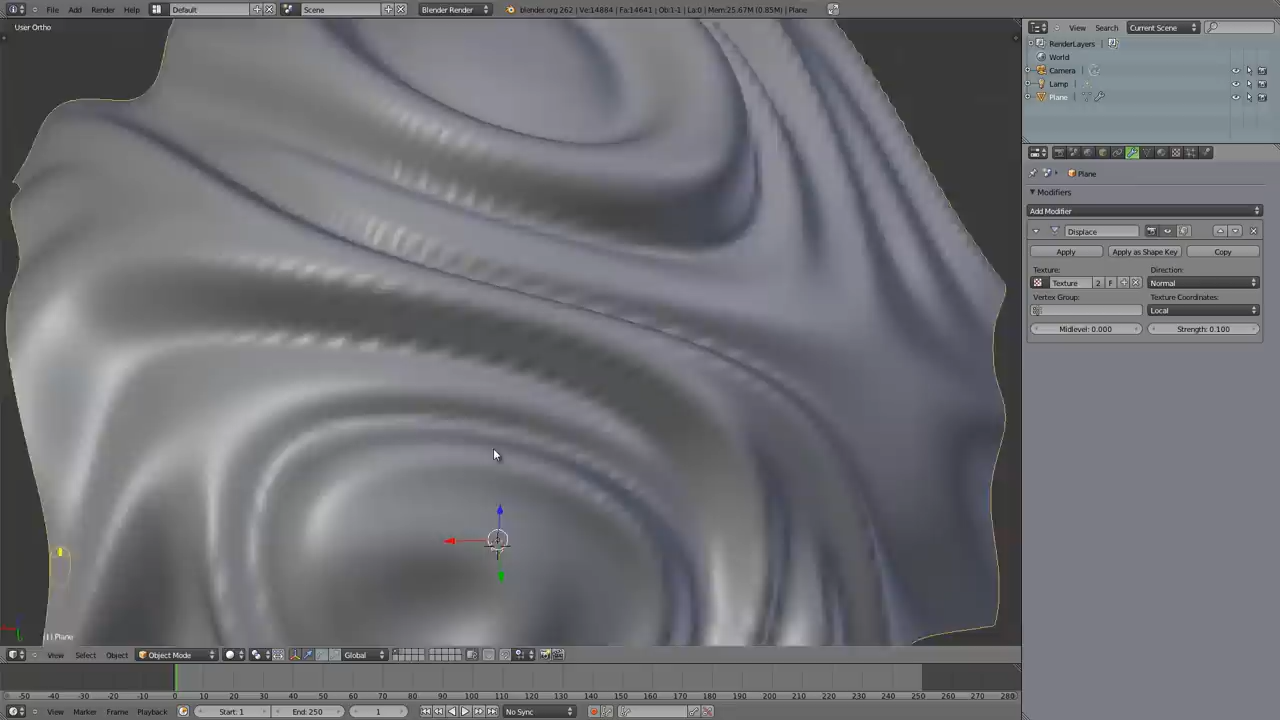 File Add Render Help Default Scene Blender Render blender.org 262 | Ve:14884 | Fa:14641 | Ob:1-1 | La:0 | Mem:25.67M (0.85M) | Plane
User Ortho
View Search Current Scene
RenderLayers
World
Camera
Lamp
Plane
Plane
Modifiers
Add Modifier
Displace
Apply Apply as Shape Key Copy
Texture: Direction:
Texture 2 F Normal
Vertex Group: Texture Coordinates:
Local
Midlevel: 0.000 Strength: 0.100
(1) Plane
View Select Object Object Mode Global
-50 -40 -30 -20 -10 0 10 20 30 40 50 60 70 80 90 100 110 120 130 140 150 160 170 180 190 200 210 220 230 240 250 260 270 280
View Marker Frame Playback Start: 1 End: 250 1 No Sync